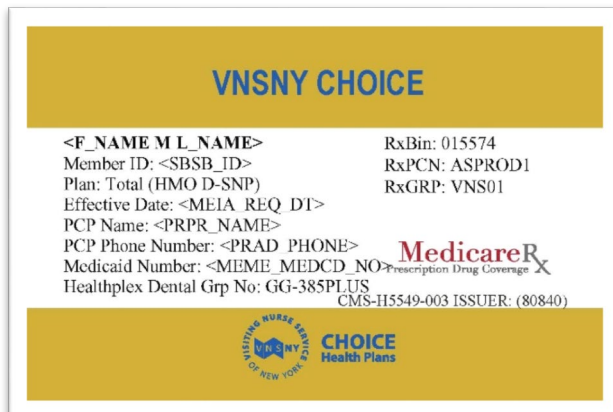 VNSNY CHOICE
<F_NAME M L_NAME>
Member ID: <SBSB_ID>
Plan: Total (HMO D-SNP)
Effective Date: <MEIA_REQ_DT>
PCP Name: <PRPR_NAME>
PCP Phone Number: <PRAD_PHONE>
Medicaid Number: <MEME_MEDCD_NO>
Healthplex Dental Grp No: GG-385PLUS
RxBin: 015574
RxPCN: ASPROD1
RxGRP: VNS01
MedicareRx
Prescription Drug Coverage
CMS-H5549-003 ISSUER: (80840)
VISITING NURSE SERVICE
OF NEW YORK
VNSNY
CHOICE
Health Plans